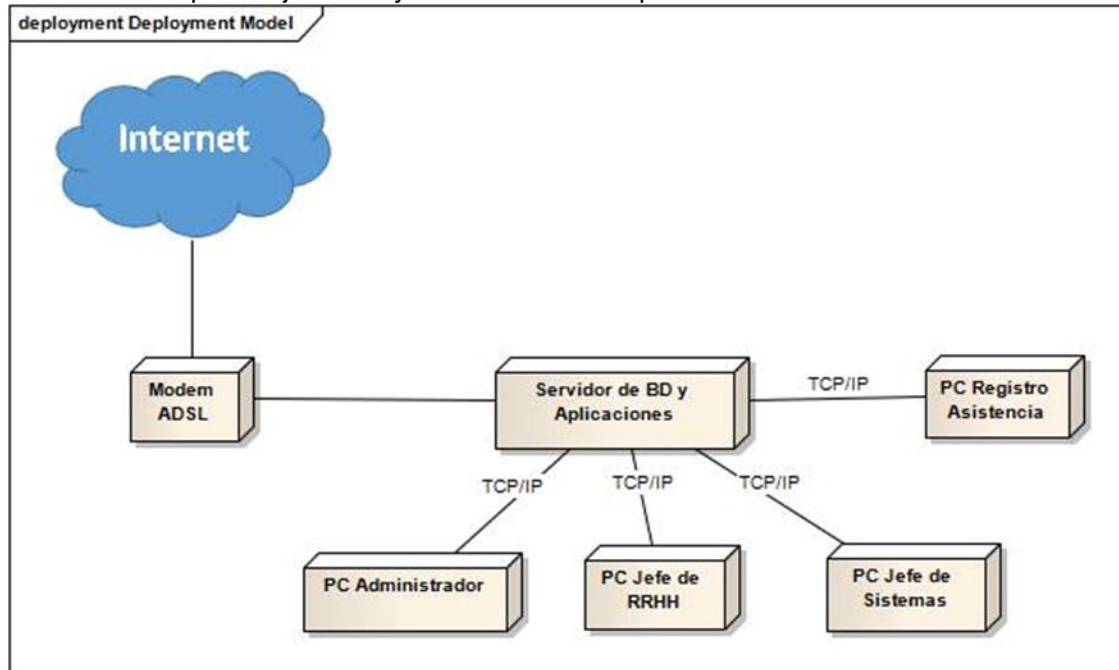 deployment Deployment Model
Internet
Modem
ADSL
Servidor de BD y
Aplicaciones
TCP/IP
PC Registro
Asistencia
TCP/IP
TCP/IP
TCP/IP
PC Administrador
PC Jefe de
RRHH
PC Jefe de
Sistemas